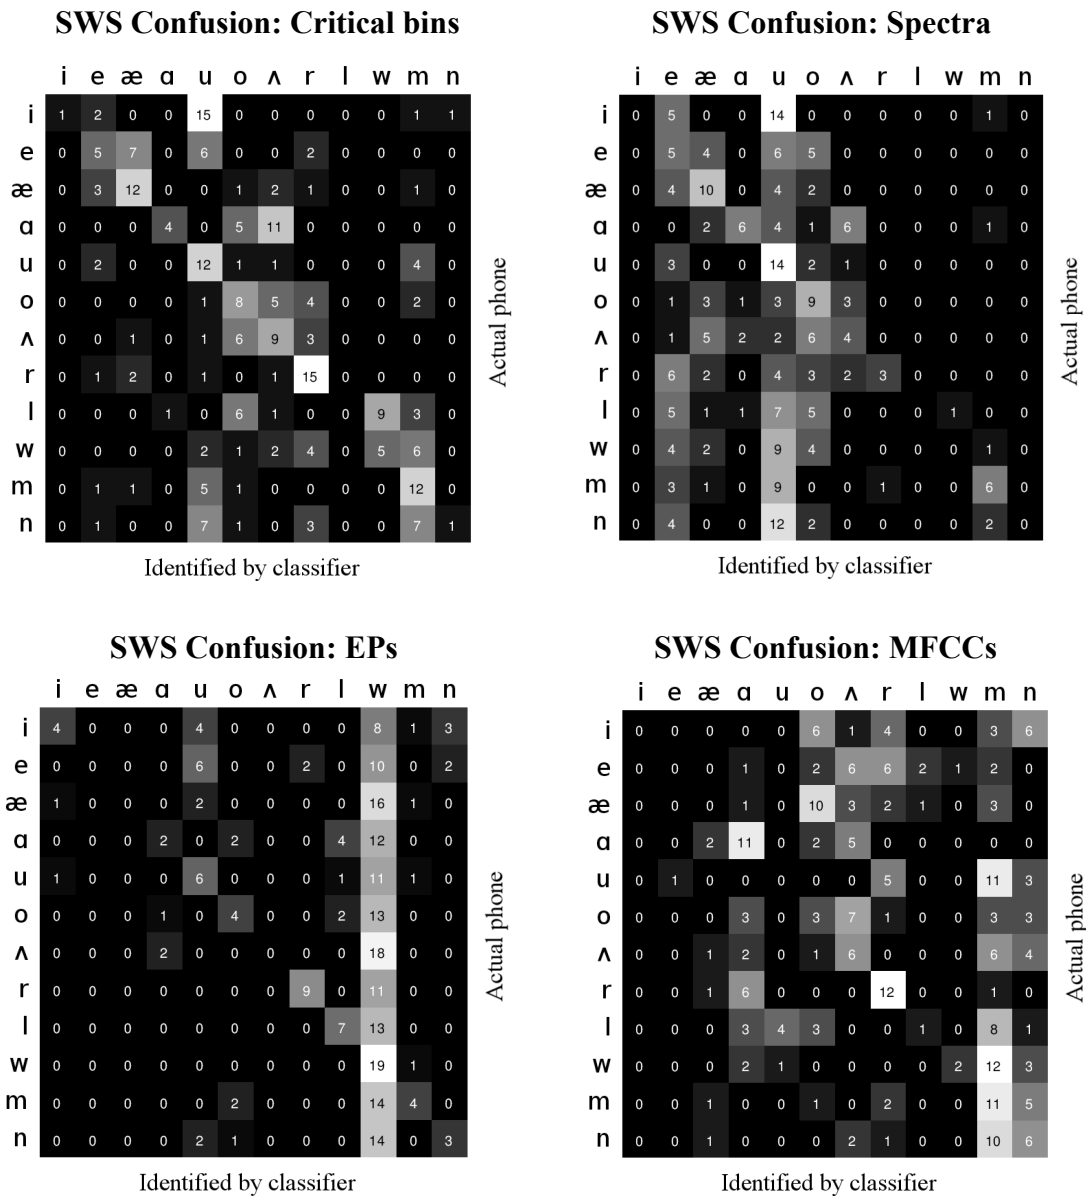 SWS Confusion: Critical bins
i e æ ɑ u o ʌ r l w m n
i 1 2 0 0 15 0 0 0 0 0 1 1
e 0 5 7 0 6 0 0 2 0 0 0 0
æ 0 3 12 0 0 1 2 1 0 0 1 0
ɑ 0 0 0 4 0 5 11 0 0 0 0 0
u 0 2 0 0 12 1 1 0 0 0 4 0
o 0 0 0 0 1 8 5 4 0 0 2 0
ʌ 0 0 1 0 1 6 9 3 0 0 0 0
r 0 1 2 0 1 0 1 15 0 0 0 0
l 0 0 0 1 0 6 1 0 0 9 3 0
w 0 0 0 0 2 1 2 4 0 5 6 0
m 0 1 1 0 5 1 0 0 0 0 12 0
n 0 1 0 0 7 1 0 3 0 0 7 1
Actual phone
Identified by classifier
SWS Confusion: Spectra
i e æ ɑ u o ʌ r l w m n
i 0 5 0 0 14 0 0 0 0 0 1 0
e 0 5 4 0 6 5 0 0 0 0 0 0
æ 0 4 10 0 4 2 0 0 0 0 0 0
ɑ 0 0 2 6 4 1 6 0 0 0 1 0
u 0 3 0 0 14 2 1 0 0 0 0 0
o 0 1 3 1 3 9 3 0 0 0 0 0
ʌ 0 1 5 2 2 6 4 0 0 0 0 0
r 0 6 2 0 4 3 2 3 0 0 0 0
l 0 5 1 1 7 5 0 0 0 1 0 0
w 0 4 2 0 9 4 0 0 0 0 1 0
m 0 3 1 0 9 0 0 1 0 0 6 0
n 0 4 0 0 12 2 0 0 0 0 2 0
Actual phone
Identified by classifier
SWS Confusion: EPs
i e æ ɑ u o ʌ r l w m n
i 4 0 0 0 4 0 0 0 0 8 1 3
e 0 0 0 0 6 0 0 2 0 10 0 2
æ 1 0 0 0 2 0 0 0 0 16 1 0
ɑ 0 0 0 2 0 2 0 0 4 12 0 0
u 1 0 0 0 6 0 0 0 1 11 1 0
o 0 0 0 1 0 4 0 0 2 13 0 0
ʌ 0 0 0 2 0 0 0 0 0 18 0 0
r 0 0 0 0 0 0 0 9 0 11 0 0
l 0 0 0 0 0 0 0 0 7 13 0 0
w 0 0 0 0 0 0 0 0 0 19 1 0
m 0 0 0 0 0 2 0 0 0 14 4 0
n 0 0 0 0 2 1 0 0 0 14 0 3
Actual phone
Identified by classifier
SWS Confusion: MFCCs
i e æ ɑ u o ʌ r l w m n
i 0 0 0 0 0 6 1 4 0 0 3 6
e 0 0 0 1 0 2 6 6 2 1 2 0
æ 0 0 0 1 0 10 3 2 1 0 3 0
ɑ 0 0 2 11 0 2 5 0 0 0 0 0
u 0 1 0 0 0 0 0 5 0 0 11 3
o 0 0 0 3 0 3 7 1 0 0 3 3
ʌ 0 0 1 2 0 1 6 0 0 0 6 4
r 0 0 1 6 0 0 0 12 0 0 1 0
l 0 0 0 3 4 3 0 0 1 0 8 1
w 0 0 0 2 1 0 0 0 0 2 12 3
m 0 0 1 0 0 1 0 2 0 0 11 5
n 0 0 1 0 0 0 2 1 0 0 10 6
Actual phone
Identified by classifier